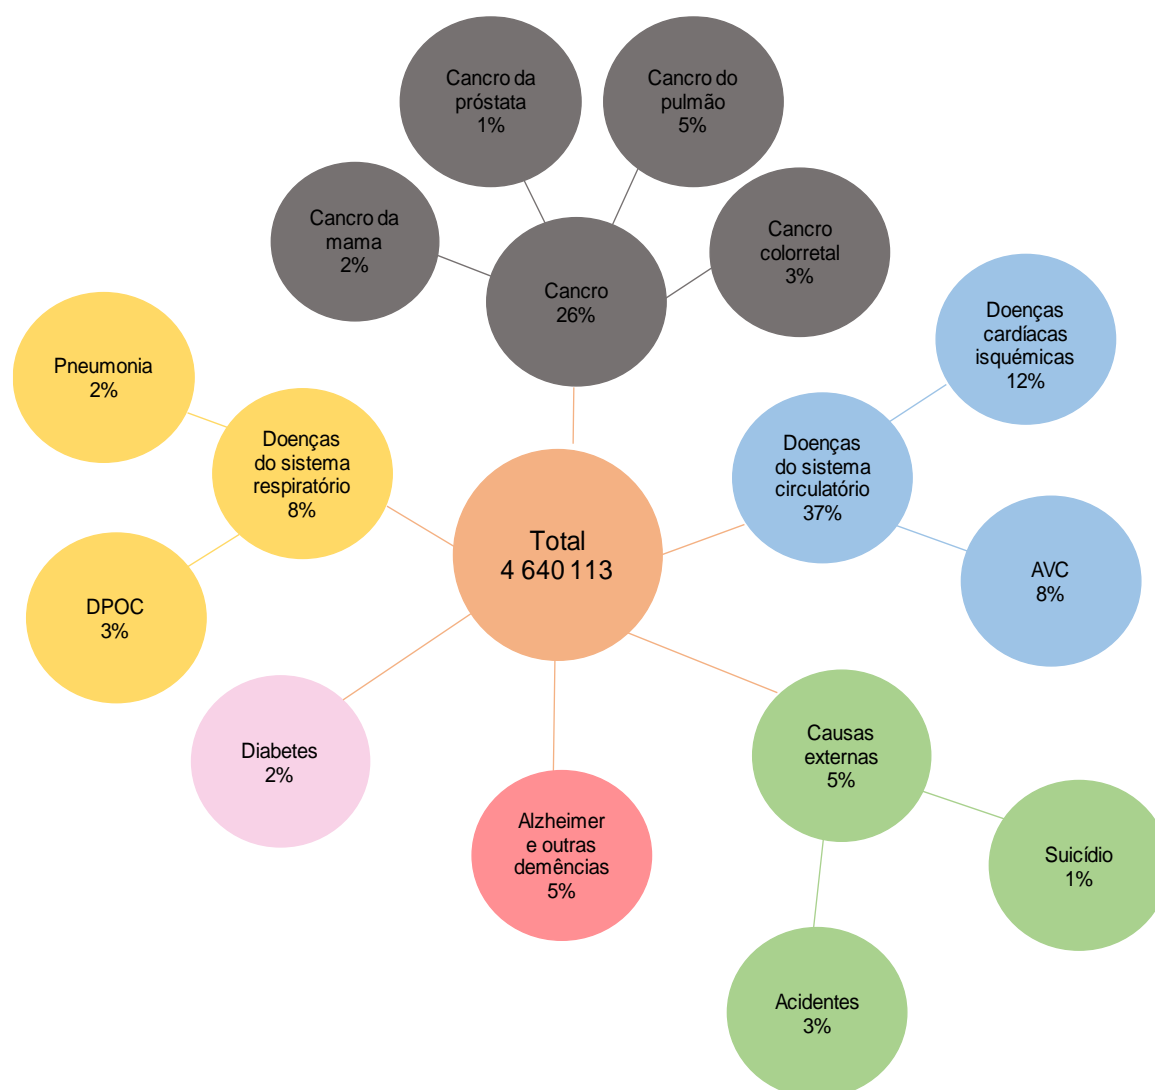 Cancro da
próstata
1%
Cancro do
pulmão
5%
Cancro da
mama
2%
Cancro
colorretal
3%
Cancro
26%
Doenças
cardíacas
isquémicas
12%
Pneumonia
2%
Doenças
do sistema
respiratório
8%
Doenças
do sistema
circulatório
37%
Total
4 640 113
AVC
8%
DPOC
3%
Diabetes
2%
Causas
externas
5%
Alzheimer
e outras
demências
5%
Suicídio
1%
Acidentes
3%